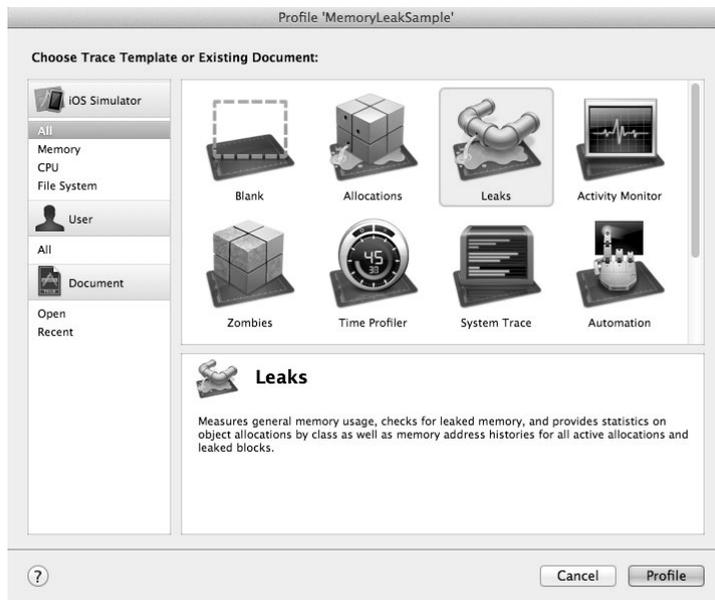 Profile 'MemoryLeakSample'
Choose Trace Template or Existing Document:
iOS Simulator
All
Memory
CPU
File System
User
All
Document
Open
Recent
Blank
Allocations
Leaks
Activity Monitor
Zombies
45
30
Time Profiler
System Trace
Automation
Leaks
Measures general memory usage, checks for leaked memory, and provides statistics on
object allocations by class as well as memory address histories for all active allocations and
leaked blocks.
?
Cancel
Profile